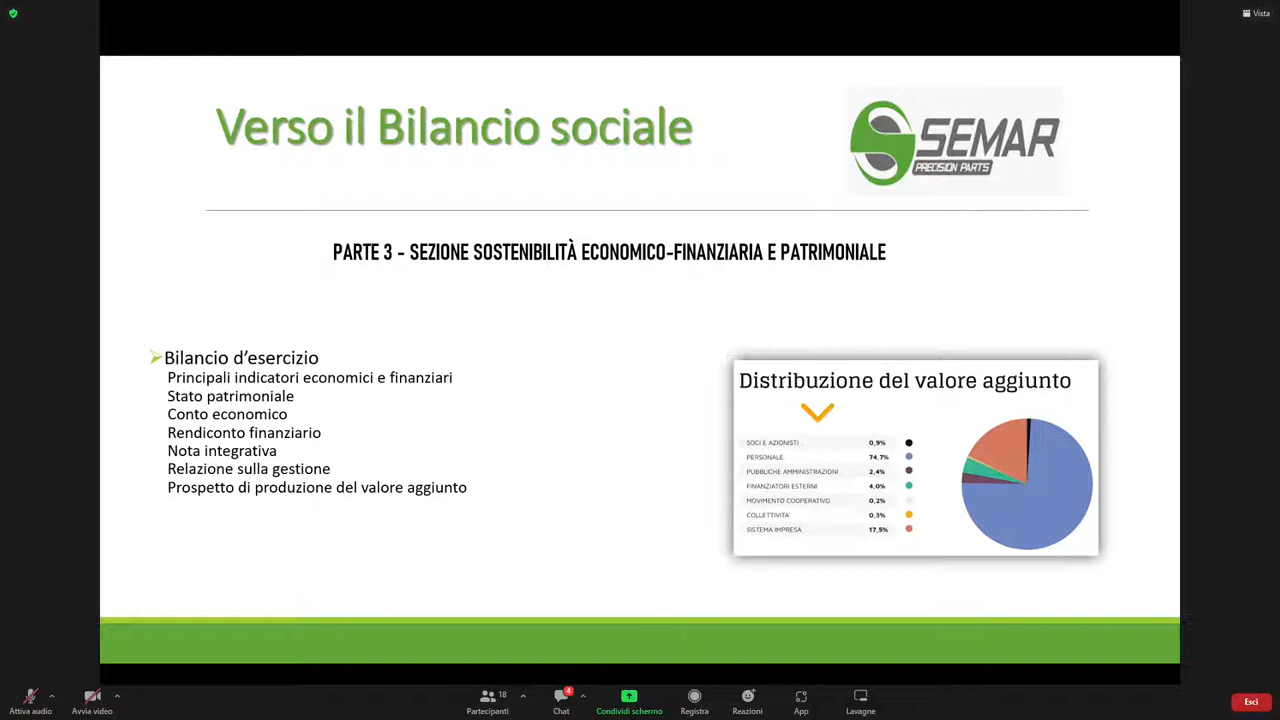 Vista
Verso il Bilancio sociale
SEMAR
PRECISION PARTS
PARTE 3 - SEZIONE SOSTENIBILITÀ ECONOMICO-FINANZIARIA E PATRIMONIALE
Bilancio d'esercizio
Principali indicatori economici e finanziari
Stato patrimoniale
Conto economico
Rendiconto finanziario
Nota integrativa
Relazione sulla gestione
Prospetto di produzione del valore aggiunto
Distribuzione del valore aggiunto
SOCI E AZIONISTI 0,9%
PERSONALE 74,7%
PUBBLICHE AMMINISTRAZIONI 2,4%
FINANZIATORI ESTERNI 4,0%
MOVIMENTO COOPERATIVO 0,2%
COLLETTIVITA' 0,3%
SISTEMA IMPRESA 17,5%
Attiva audio
Avvia video
18
Partecipanti
4
Chat
Condividi schermo
Registra
Reazioni
App
Lavagne
Esci